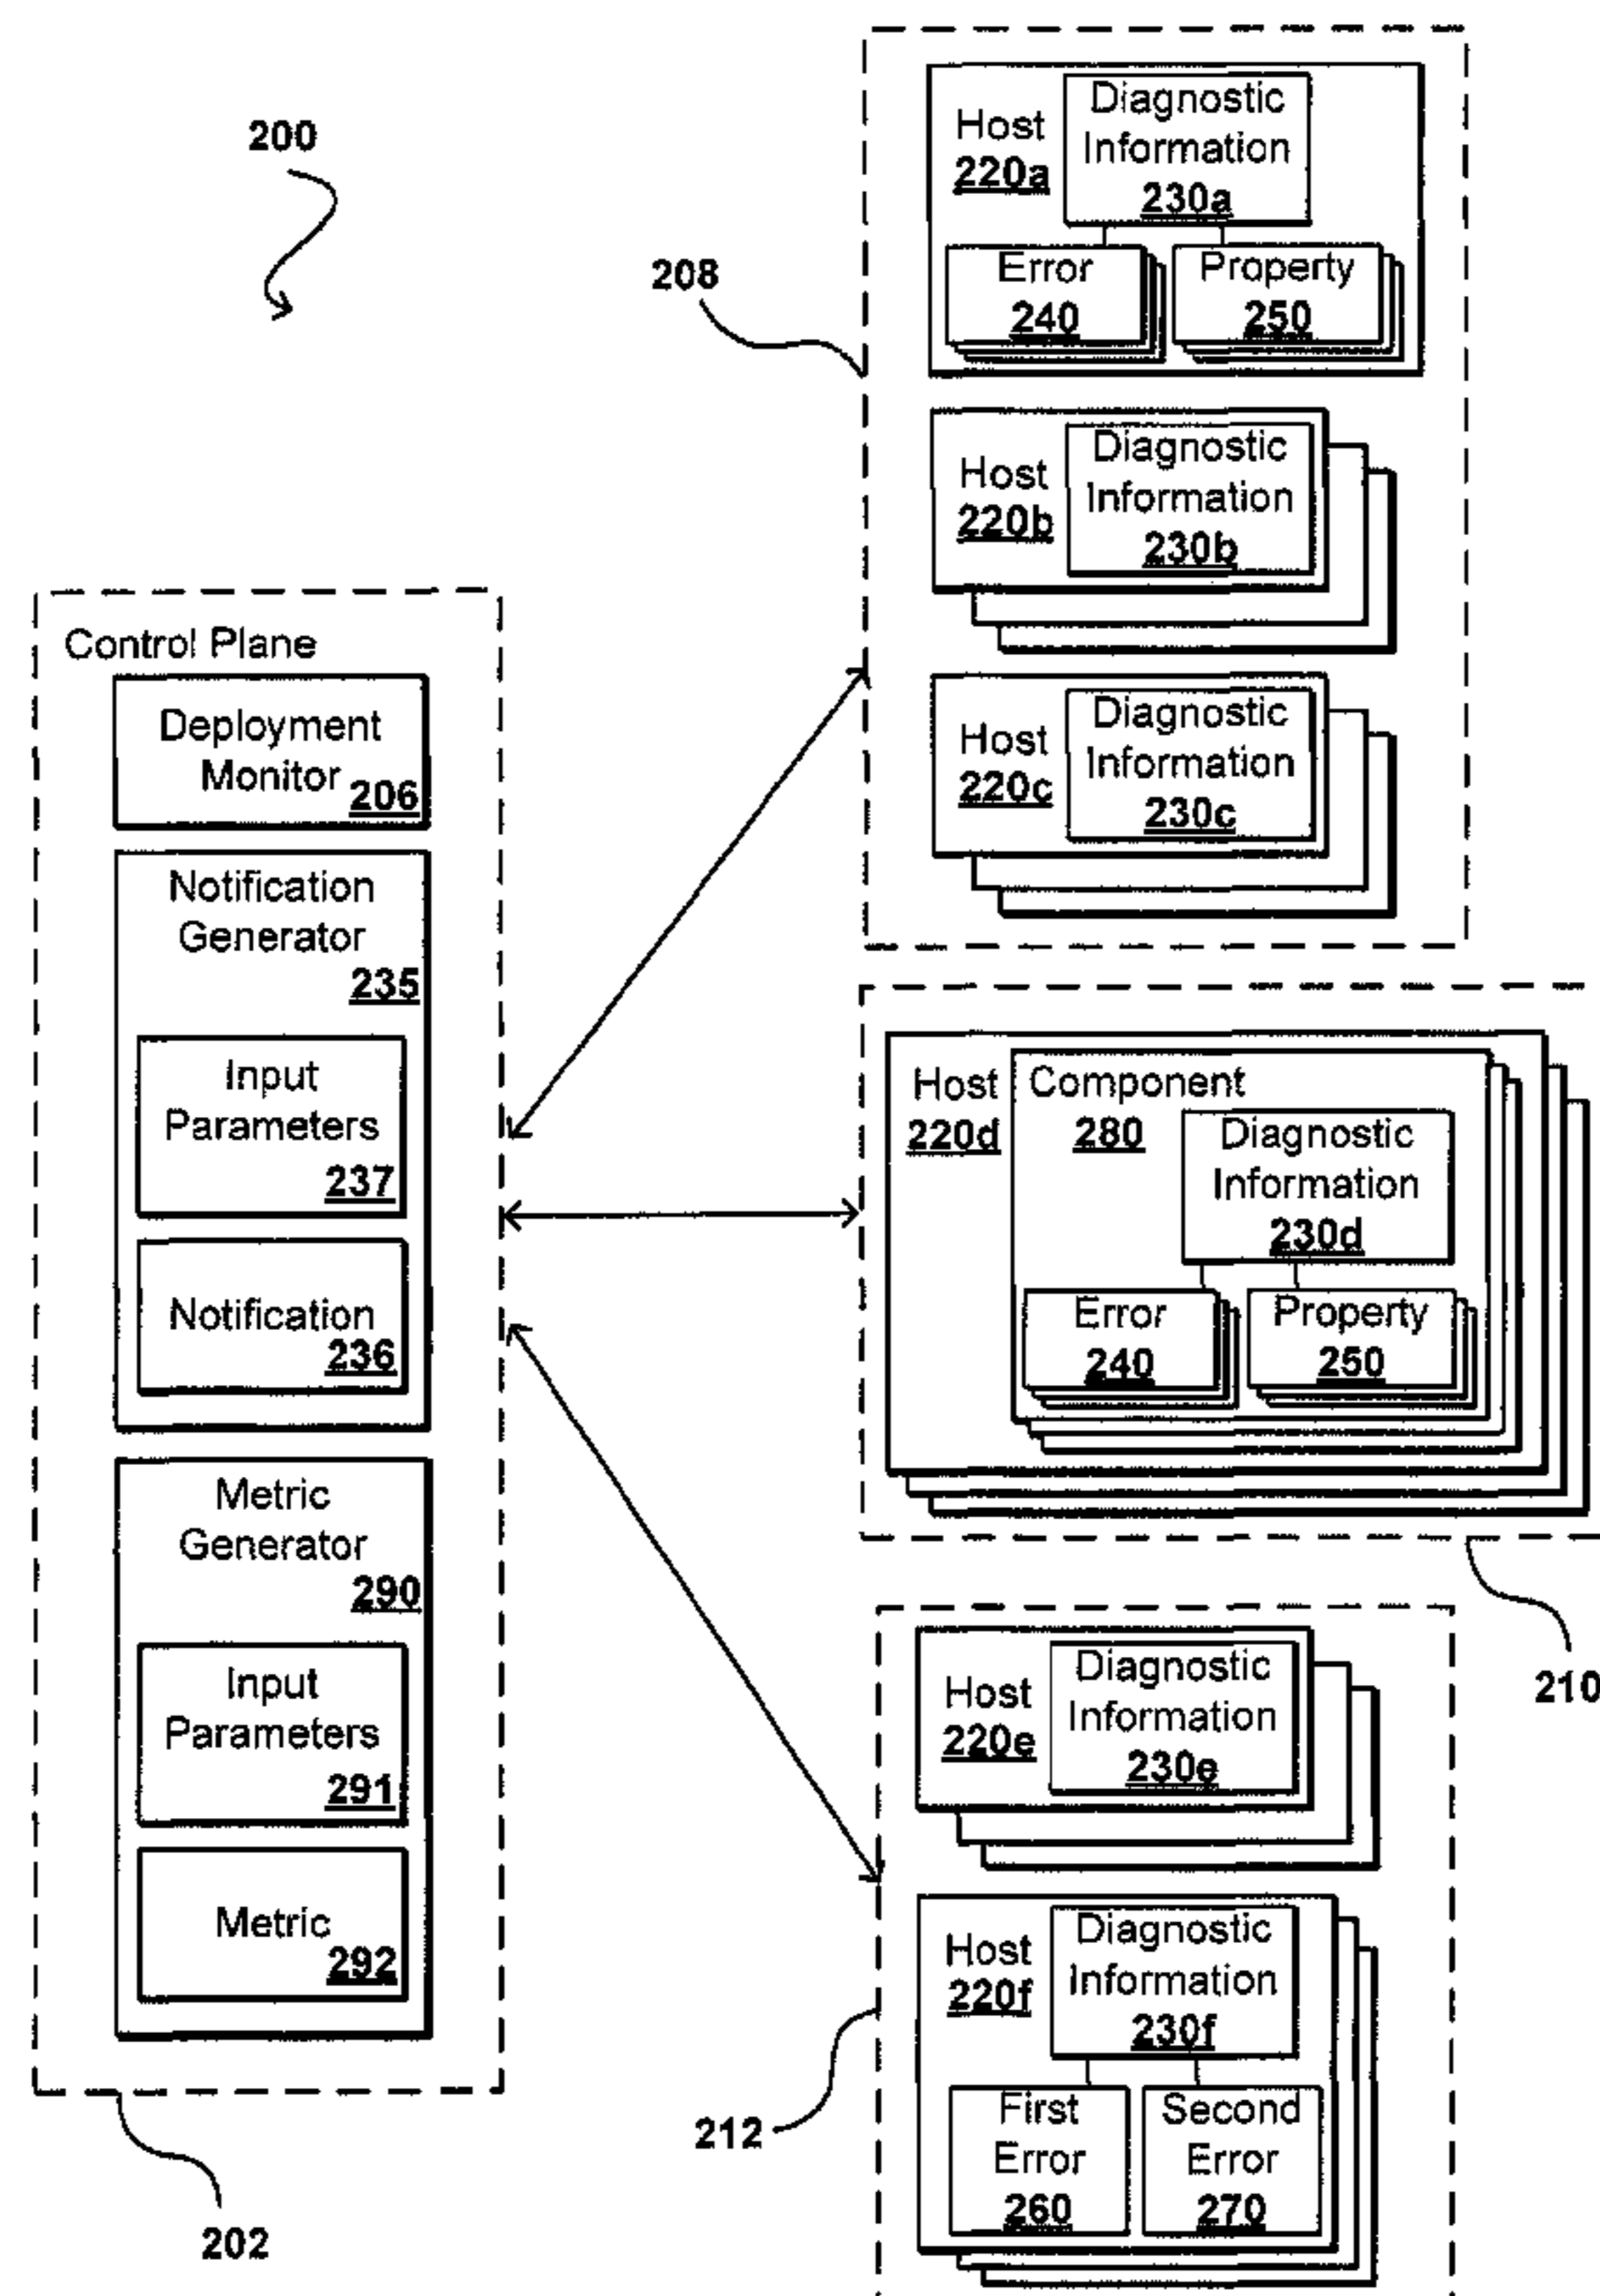 200
208
Host
220a
Diagnostic
Information
230a
Error
240
Property
250
Host
220b
Diagnostic
Information
230b
Host
220c
Diagnostic
Information
230c
Control Plane
Deployment
Monitor
206
Notification
Generator
235
Input
Parameters
237
Notification
236
Metric
Generator
290
Input
Parameters
291
Metric
292
202
Host
220d
Component
280
Diagnostic
Information
230d
Error
240
Property
250
210
Host
220e
Diagnostic
Information
230e
Host
220f
Diagnostic
Information
230f
First
Error
260
Second
Error
270
212